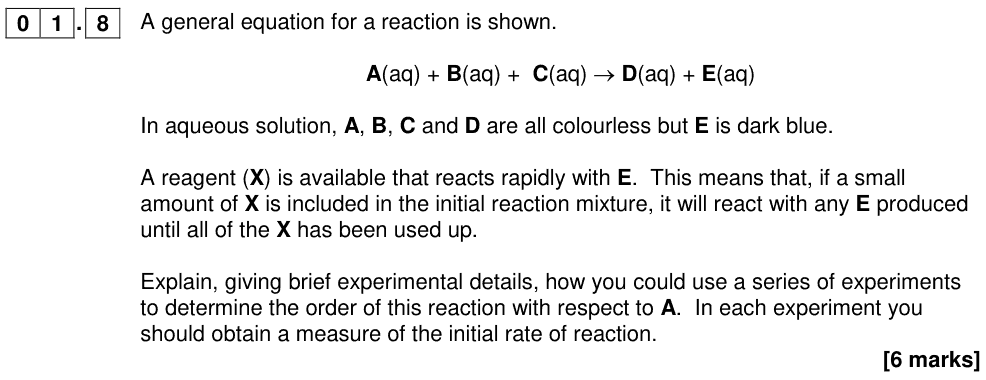 01.8 A general equation for a reaction is shown.
A(aq) + B(aq) + C(aq) → D(aq) + E(aq)
In aqueous solution, A, B, C and D are all colourless but E is dark blue.
A reagent (X) is available that reacts rapidly with E. This means that, if a small
amount of X is included in the initial reaction mixture, it will react with any E produced
until all of the X has been used up.
Explain, giving brief experimental details, how you could use a series of experiments
to determine the order of this reaction with respect to A. In each experiment you
should obtain a measure of the initial rate of reaction.
[6 marks]